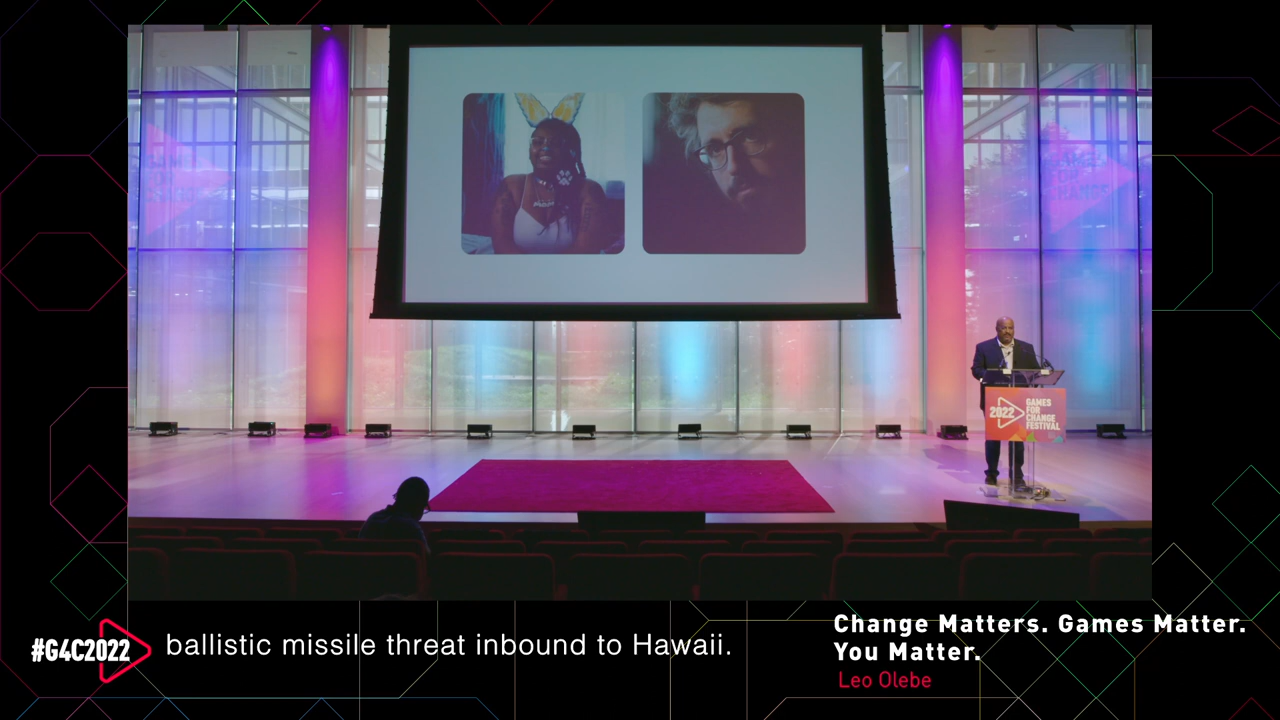 2022
GAMES
FOR
CHANGE
FESTIVAL
#G4C2022
ballistic missile threat inbound to Hawaii.
Change Matters. Games Matter.
You Matter.
Leo Olebe